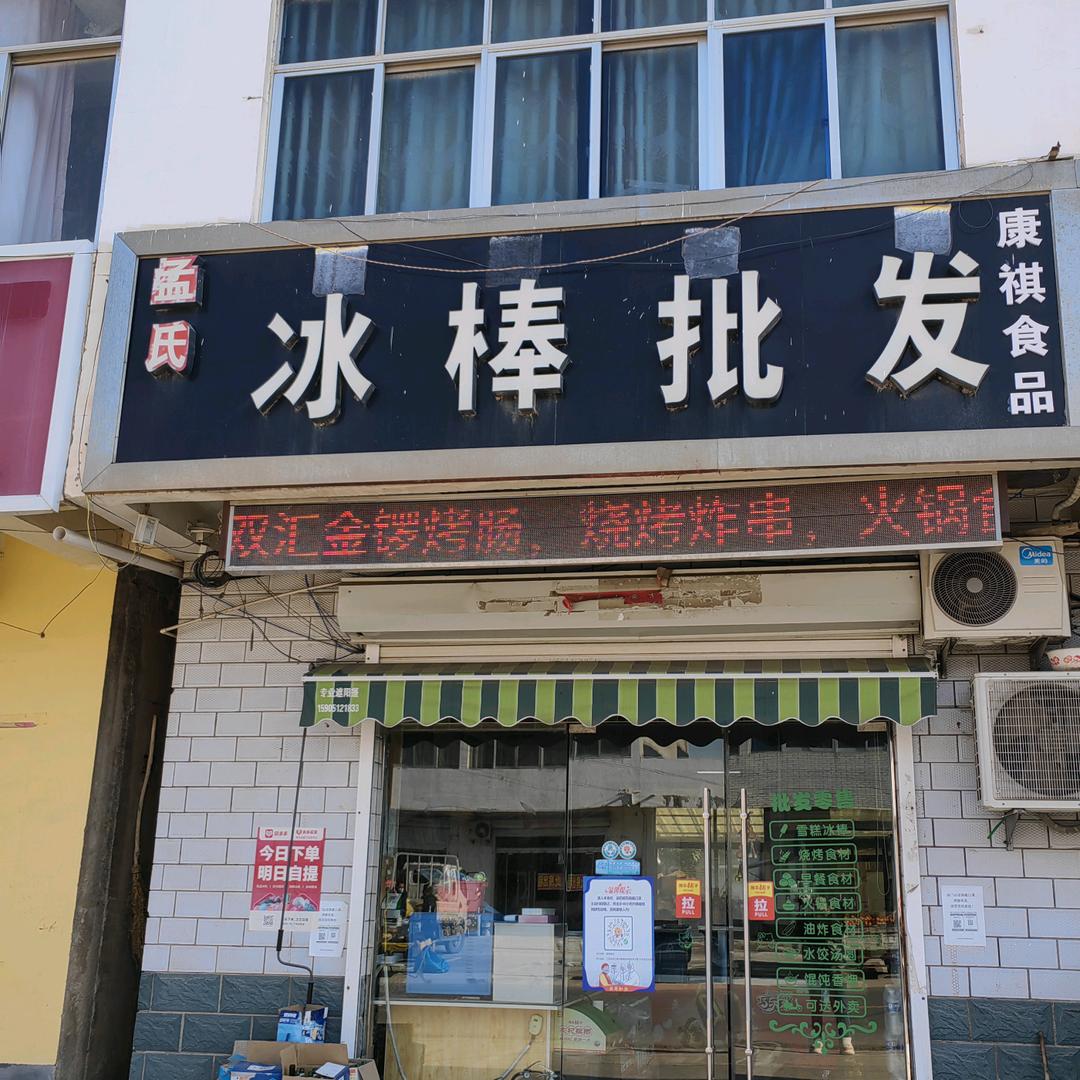 孟氏
冰棒批发
康祺食品
双汇金锣烤肠，烧烤炸串，火锅食
Midea
美的
专业遮阳篷
15905121833
今日下单
明日自提
批发零售
雪糕冰棒
烧烤食材
早餐食材
火锅食材
油炸食材
水饺汤圆
馄饨香肠
可送外卖
拉
PULL
拉
PULL